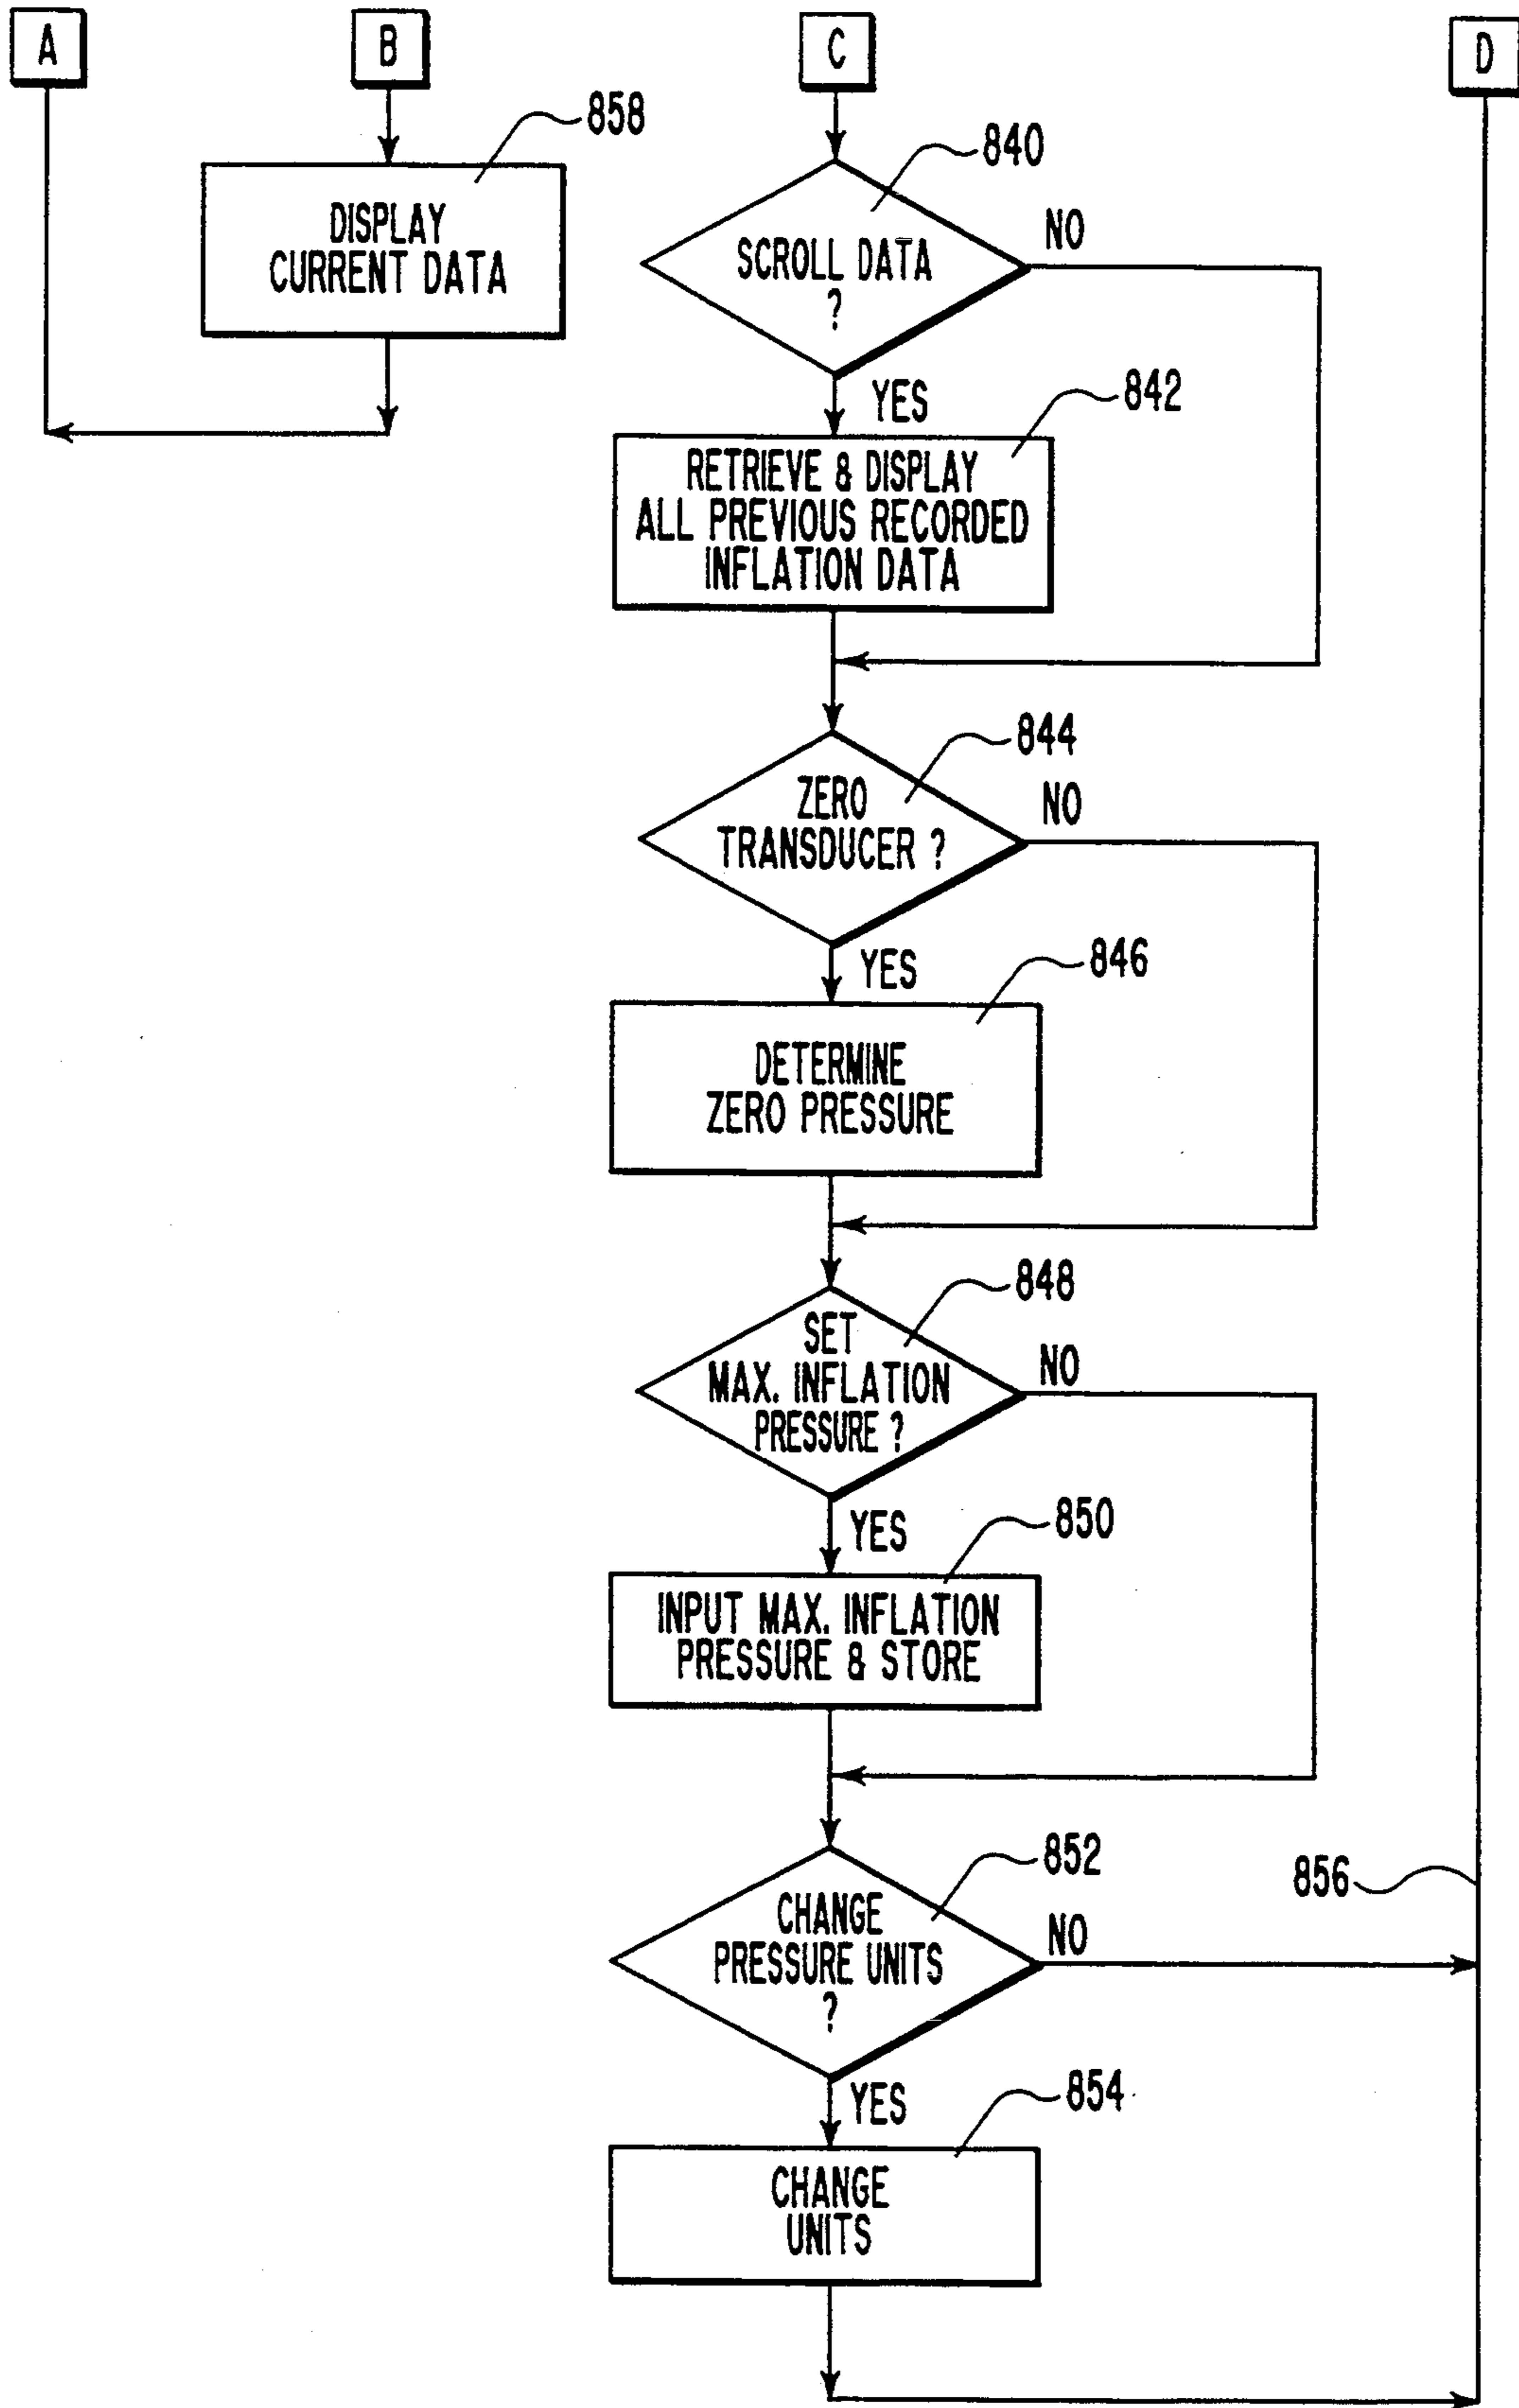 A
B
C
D
858
DISPLAY
CURRENT DATA
840
SCROLL DATA
?
NO
YES
842
RETRIEVE & DISPLAY
ALL PREVIOUS RECORDED
INFLATION DATA
844
ZERO
TRANSDUCER ?
NO
YES
846
DETERMINE
ZERO PRESSURE
848
SET
MAX. INFLATION
PRESSURE ?
NO
YES
850
INPUT MAX. INFLATION
PRESSURE & STORE
852
CHANGE
PRESSURE UNITS
?
NO
856
YES
854
CHANGE
UNITS